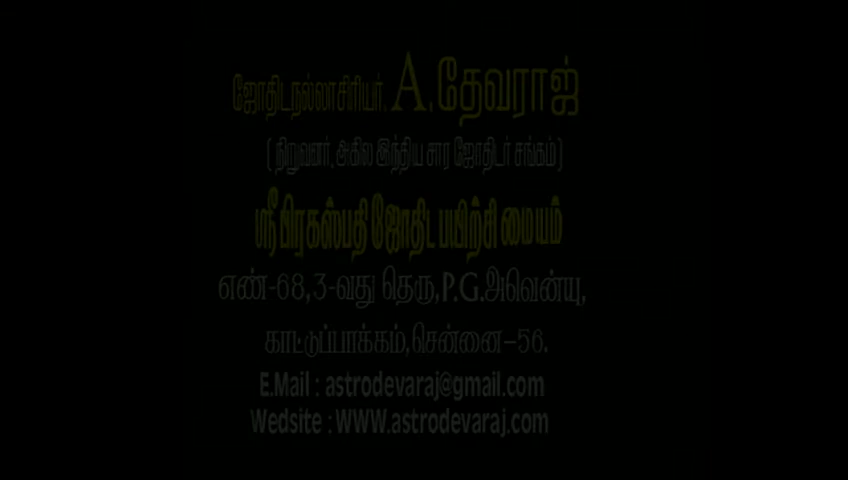 ஜோதிடநல்லாசிரியர். A. தேவராஜ்
( நிறுவனர், அகில இந்திய சார ஜோதிடர் சங்கம்)
ஸ்ரீ பிரகஸ்பதி ஜோதிட பயிற்சி மையம்
எண்-68,3-வது தெரு,P.G.அவென்யு,
காட்டுப்பாக்கம்,சென்னை-56.
E.Mail : astrodevaraj@gmail.com
Wedsite : WWW.astrodevaraj.com